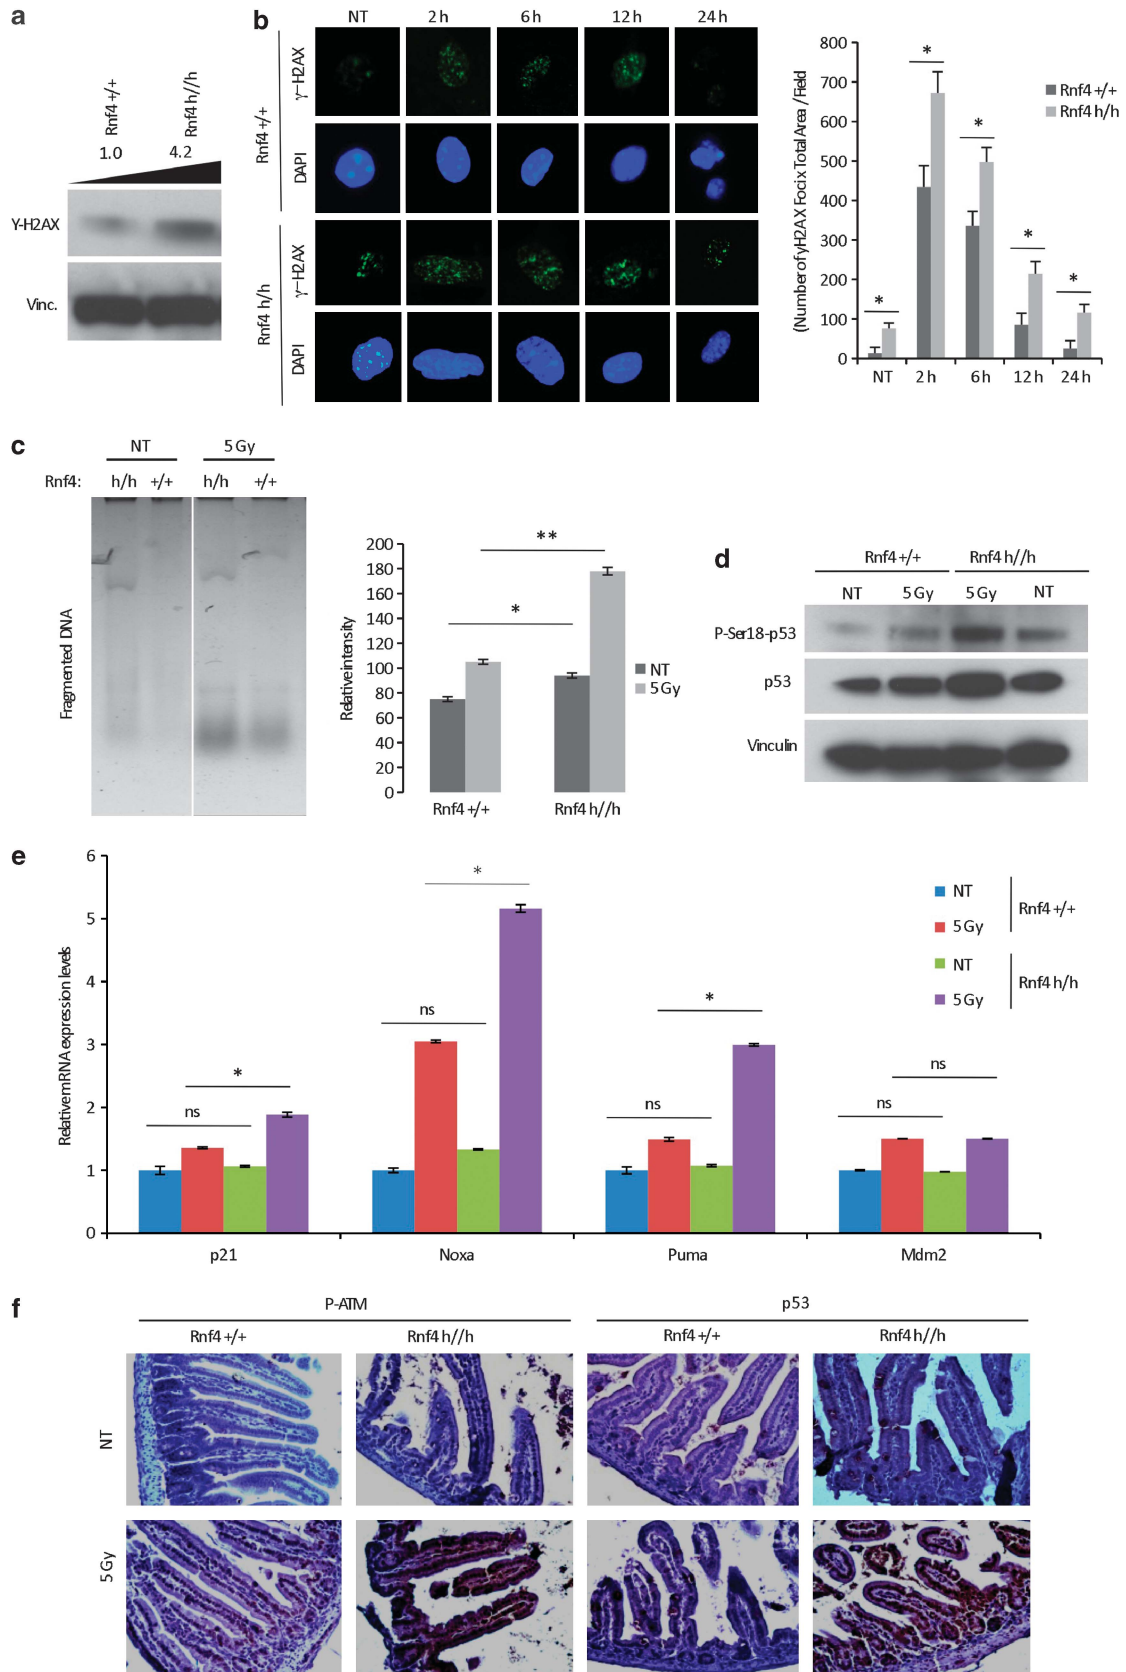 a
Rnf4 +/+
Rnf4 h//h
1.0 4.2
Y-H2AX
Vinc.
b
NT 2 h 6 h 12 h 24 h
Rnf4 +/+
γ-H2AX
DAPI
Rnf4 h/h
γ-H2AX
DAPI
(Number of γH2AX Foci x Total Area / Field
800
700
600
500
400
300
200
100
0
* * * * *
NT 2 h 6 h 12 h 24 h
Rnf4 +/+
Rnf4 h/h
c
NT 5 Gy
Rnf4: h/h +/+ h/h +/+
Fragmented DNA
Relative intensity
200
180
160
140
120
100
80
60
40
20
0
**
*
Rnf4 +/+ Rnf4 h//h
NT
5 Gy
d
Rnf4 +/+ Rnf4 h//h
NT 5 Gy 5 Gy NT
P-Ser18-p53
p53
Vinculin
e
Relative mRNA expression levels
6
5
4
3
2
1
0
ns *
ns *
ns *
ns ns
p21 Noxa Puma Mdm2
NT
5 Gy
Rnf4 +/+
NT
5 Gy
Rnf4 h/h
f
P-ATM p53
Rnf4 +/+ Rnf4 h//h Rnf4 +/+ Rnf4 h//h
NT
5 Gy